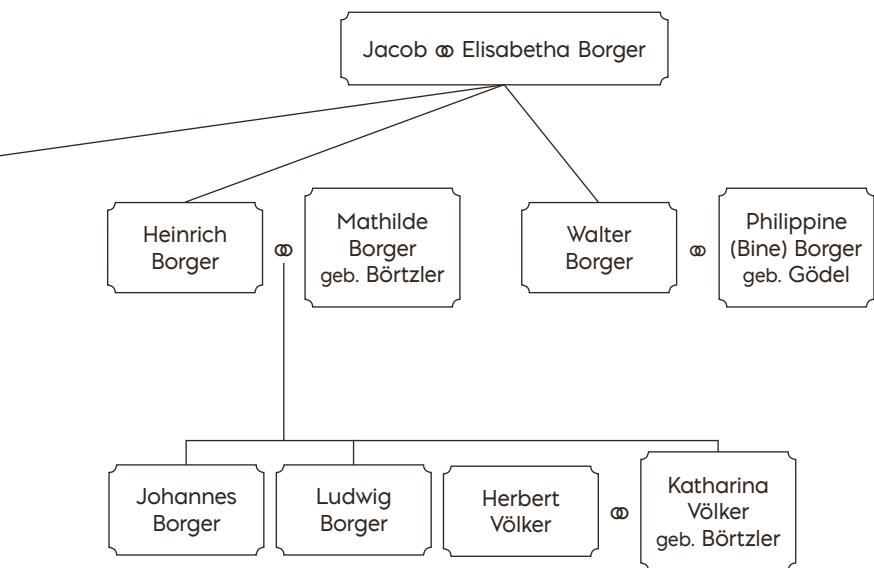 Jacob ⚭ Elisabetha Borger
Heinrich
Borger
⚭
Mathilde
Borger
geb. Börtzler
Walter
Borger
⚭
Philippine
(Bine) Borger
geb. Gödel
Johannes
Borger
Ludwig
Borger
Herbert
Völker
⚭
Katharina
Völker
geb. Börtzler